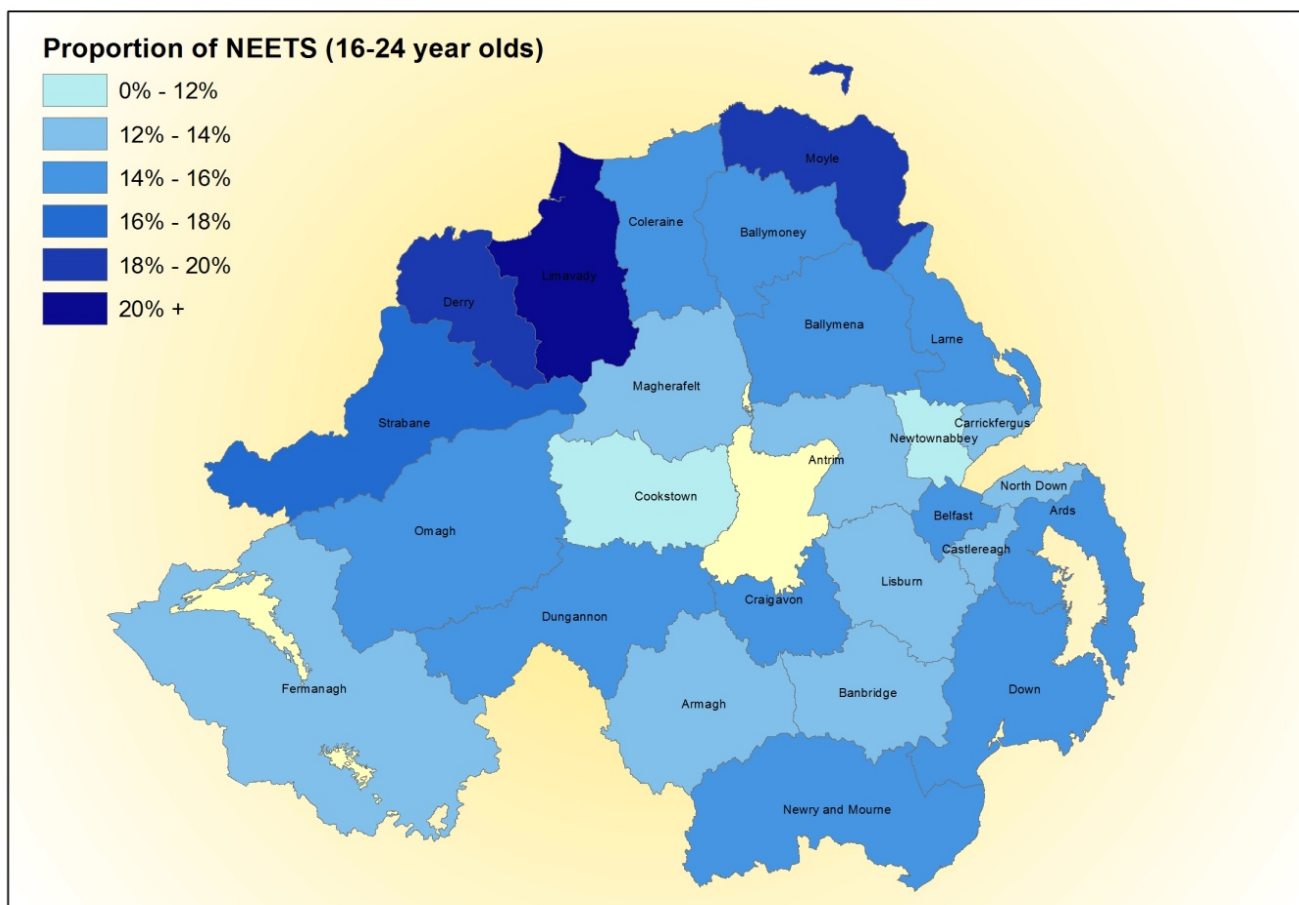 Proportion of NEETS (16-24 year olds)
0% - 12%
12% - 14%
14% - 16%
16% - 18%
18% - 20%
20% +
Moyle
Coleraine
Ballymoney
Limavady
Derry
Ballymena
Larne
Magherafelt
Strabane
Carrickfergus
Newtownabbey
Antrim
North Down
Cookstown
Ards
Belfast
Omagh
Castlereagh
Lisburn
Craigavon
Dungannon
Fermanagh
Down
Banbridge
Armagh
Newry and Mourne